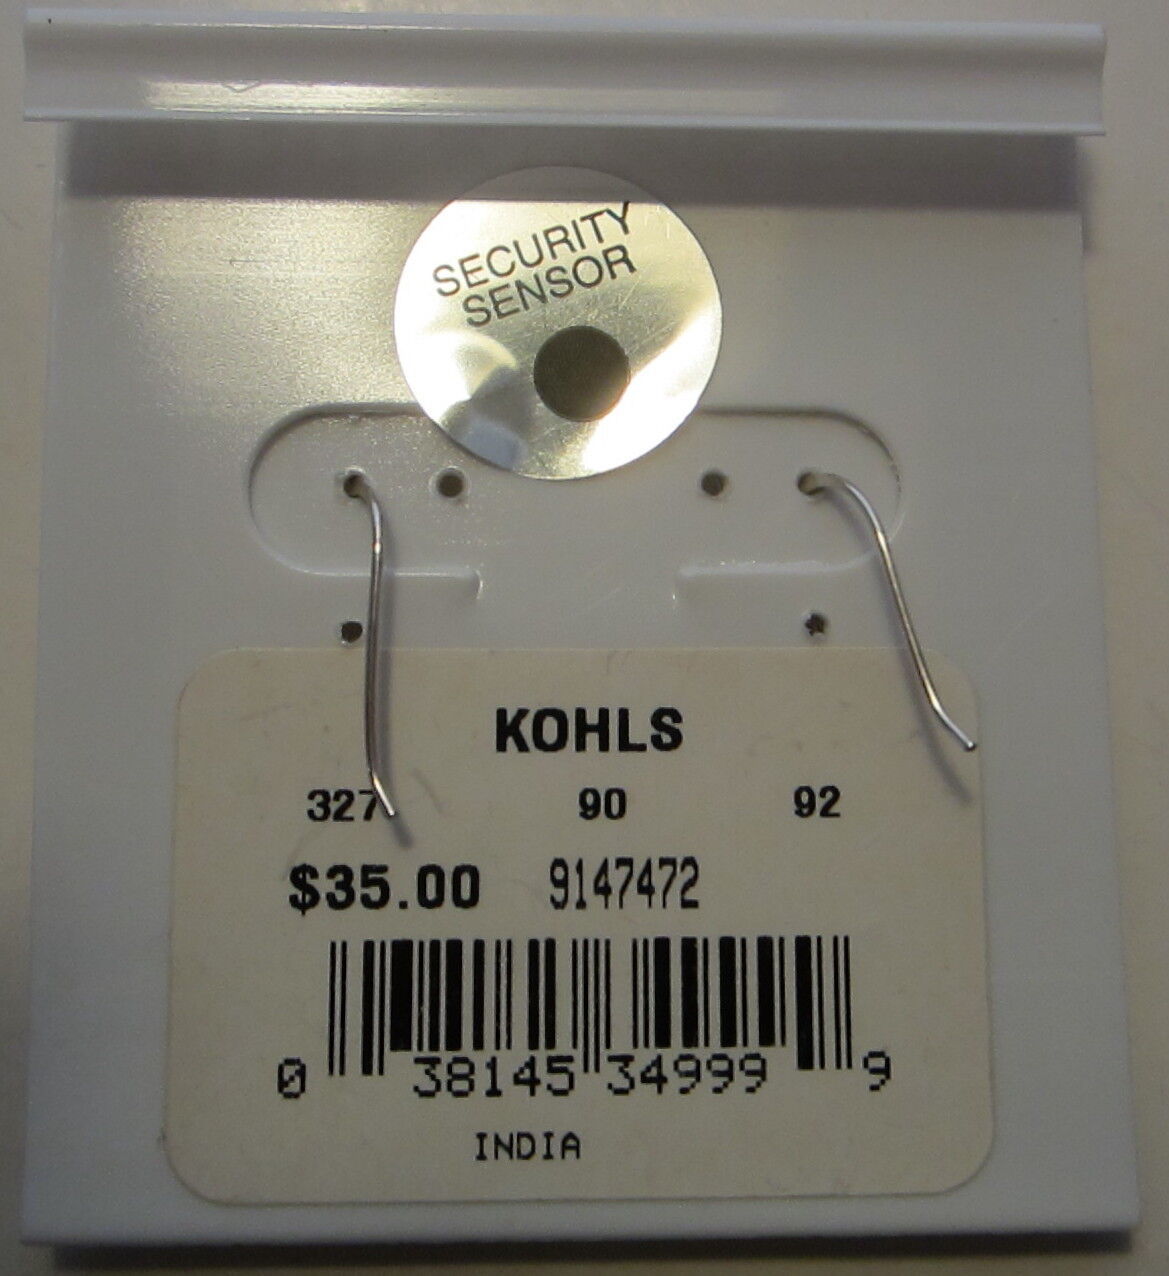 SECURITY
SENSOR
KOHLS
327 90 92
$35.00 9147472
0 38145 34999 9
INDIA